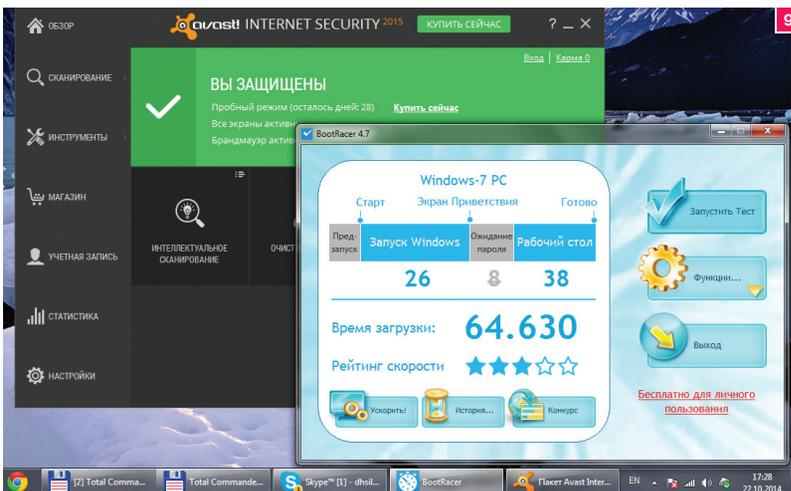 9
ОБЗОР
avast! INTERNET SECURITY 2015
КУПИТЬ СЕЙЧАС
?
Вход | Карма 0
СКАНИРОВАНИЕ
ВЫ ЗАЩИЩЕНЫ
Пробный режим (осталось дней: 28) Купить сейчас
Все экраны активн
Брандмауэр актив
ИНСТРУМЕНТЫ
МАГАЗИН
УЧЕТНАЯ ЗАПИСЬ
СТАТИСТИКА
НАСТРОЙКИ
ИНТЕЛЛЕКТУАЛЬНОЕ
СКАНИРОВАНИЕ
ОЧИСТ
BootRacer 4.7
Windows-7 PC
Старт Экран Приветствия Готово
Пред-
запуск
Запуск Windows
Ожидание
пароля
Рабочий стол
26 8 38
Время загрузки: 64.630
Рейтинг скорости
Ускорить!
История...
Конкурс
Запустить Тест
Функции...
Выход
Бесплатно для личного
пользования
[2] Total Comma...
Total Commande...
Skype™ [1] - dhsil...
BootRacer
Пакет Avast Inter...
EN
17:28
22.10.2014